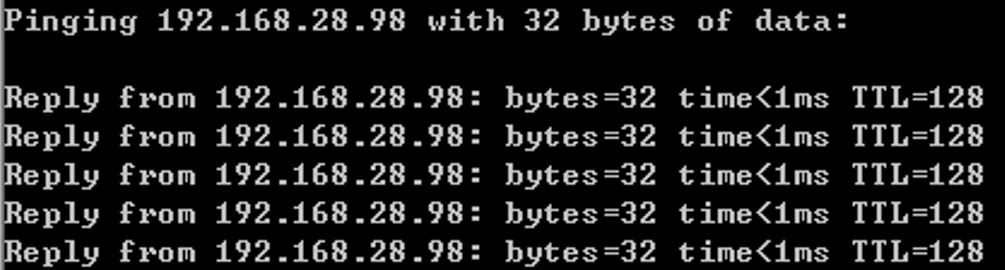 Pinging 192.168.28.98 with 32 bytes of data:
Reply from 192.168.28.98: bytes=32 time<1ms TTL=128
Reply from 192.168.28.98: bytes=32 time<1ms TTL=128
Reply from 192.168.28.98: bytes=32 time<1ms TTL=128
Reply from 192.168.28.98: bytes=32 time<1ms TTL=128
Reply from 192.168.28.98: bytes=32 time<1ms TTL=128